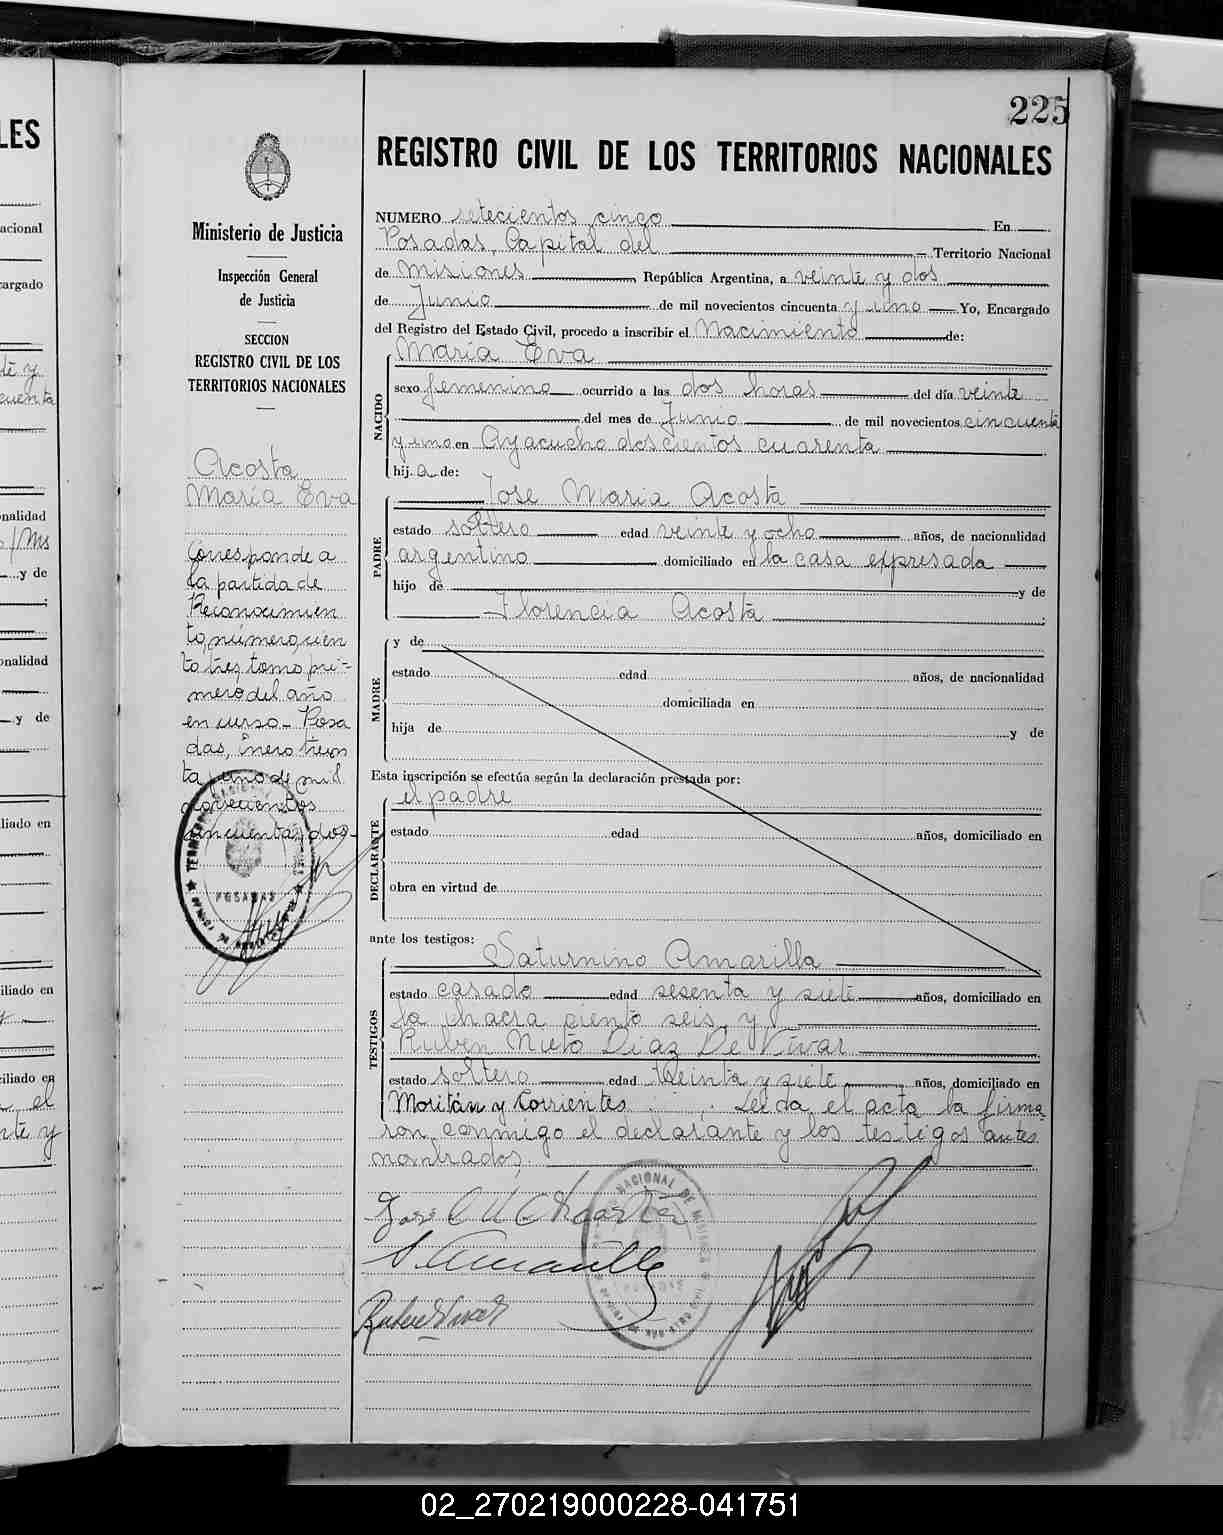 225
REGISTRO CIVIL DE LOS TERRITORIOS NACIONALES
Ministerio de Justicia
Inspección General
de Justicia
SECCION
REGISTRO CIVIL DE LOS
TERRITORIOS NACIONALES
Acosta
María Eva
Corresponde a
la partida de
Reconocimien
to número cien
to tres tomo pri-
mero del año
en curso - Posa
das, Enero trein
ta y uno de mil
novecientos
cincuenta y dos-
POSADAS
NUMERO setecientos cinco En
Posadas, Capital del Territorio Nacional
de Misiones, República Argentina, a veinte y dos
de Junio de mil novecientos cincuenta y uno Yo, Encargado
del Registro del Estado Civil, procedo a inscribir el Nacimiento de:
NACIDO
María Eva
sexo femenino ocurrido a las dos horas del día veinte
del mes de Junio de mil novecientos cincuenta
y uno en Ayacucho doscientos cuarenta
hij a de:
PADRE
Jose Maria Acosta
estado soltero edad veinte y ocho años, de nacionalidad
argentino domiciliado en la casa expresada
hijo de y de
Florencia Acosta
MADRE
y de
estado edad años, de nacionalidad
domiciliada en
hija de y de
Esta inscripción se efectúa según la declaración prestada por:
DECLARANTE
el padre
estado edad años, domiciliado en
obra en virtud de
ante los testigos:
TESTIGOS
Saturnino Amarilla
estado casado edad sesenta y siete años, domiciliado en
la chacra ciento seis y
Ruben Nieto Diaz De Vivar
estado soltero edad treinta y siete años, domiciliado en
Moritán y Corrientes. Leida el acta la firma
ron conmigo el declarante y los testigos antes
nombrados.
S. Amarilla
02_270219000228-041751